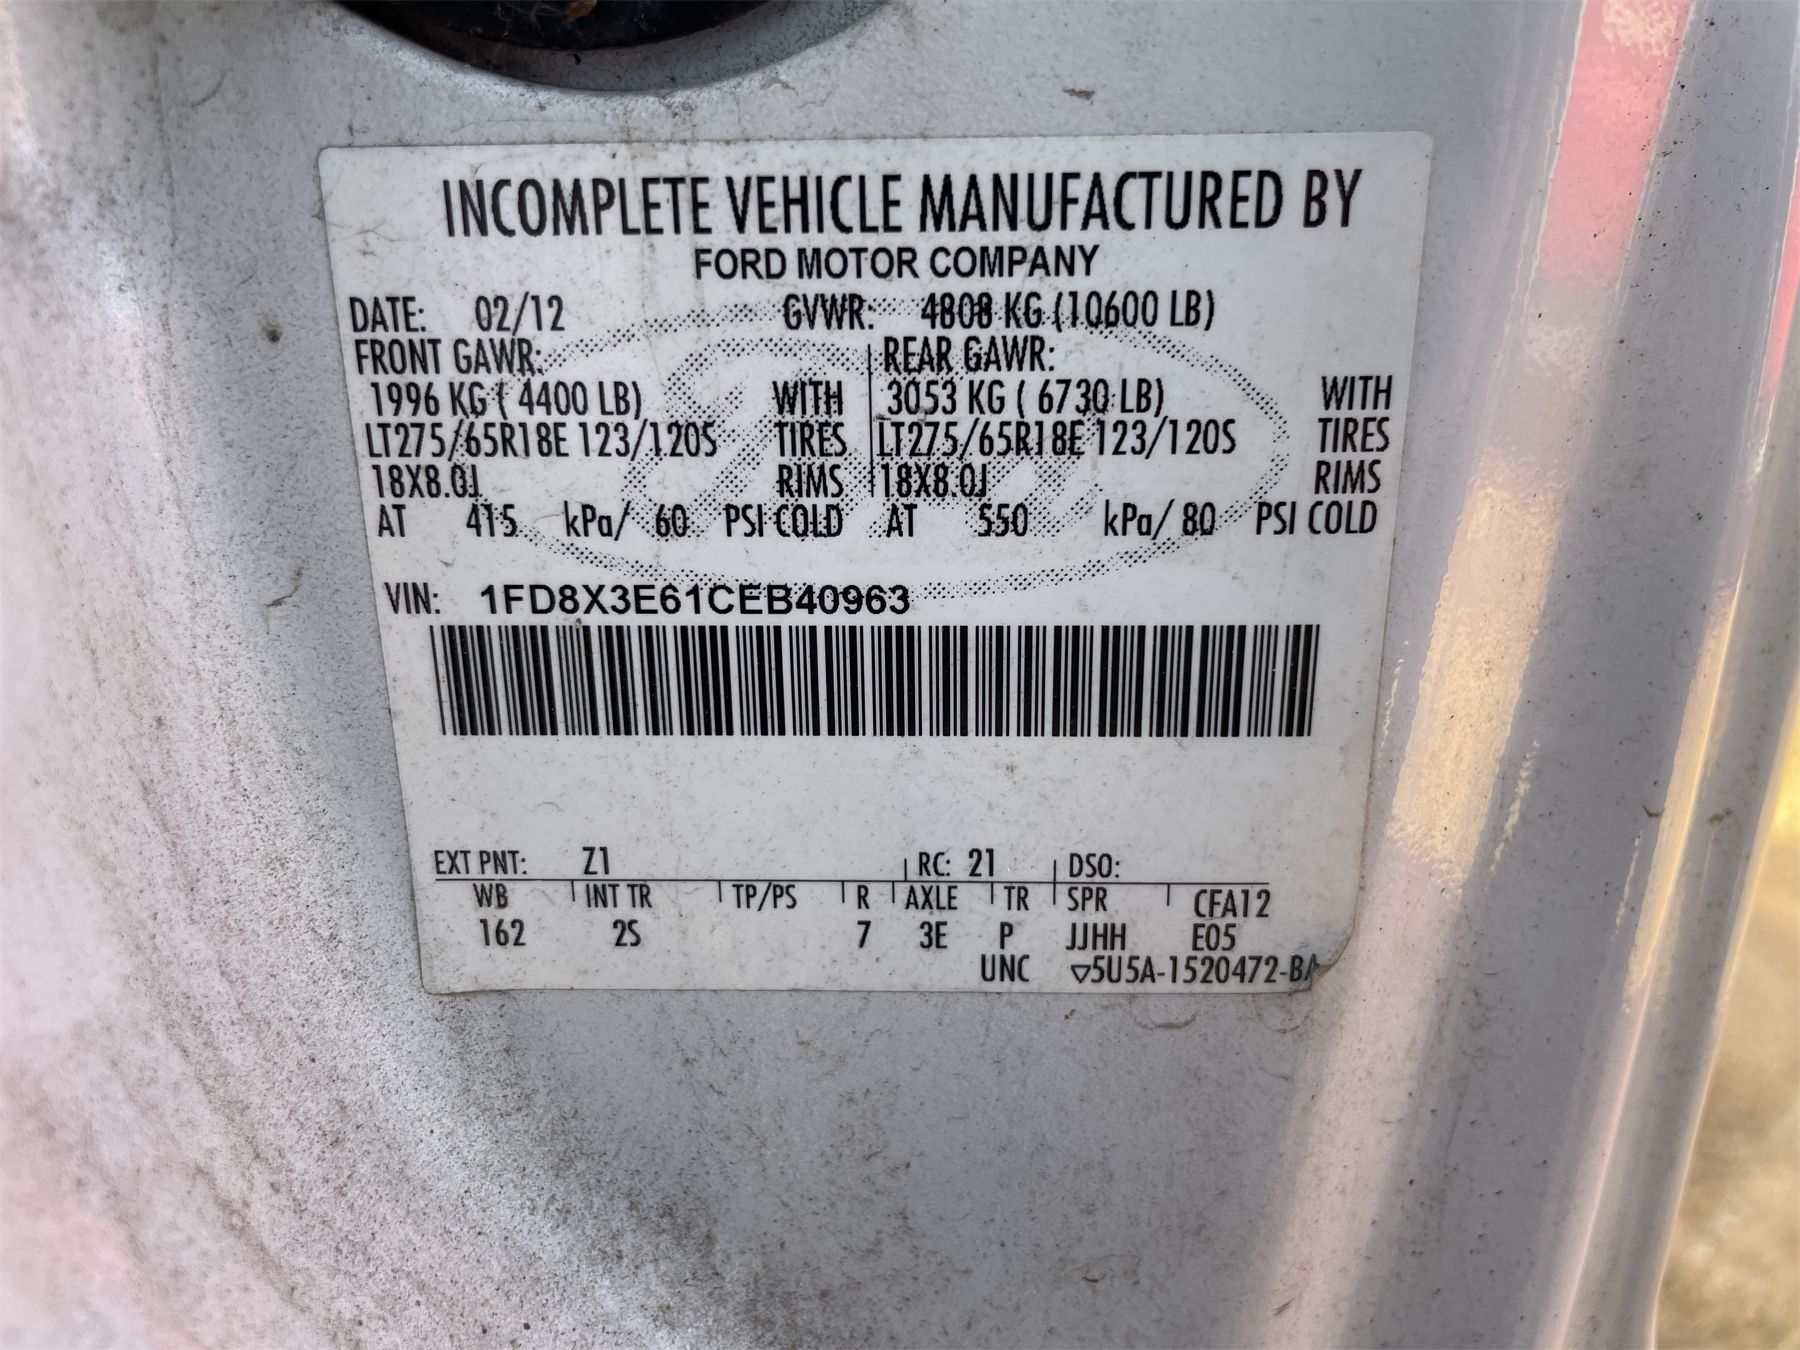 INCOMPLETE VEHICLE MANUFACTURED BY
FORD MOTOR COMPANY
DATE: 02/12 GVWR: 4808 KG (10600 LB)
FRONT GAWR: REAR GAWR:
1996 KG ( 4400 LB) WITH 3053 KG ( 6730 LB) WITH
LT275/65R18E 123/120S TIRES LT275/65R18E 123/120S TIRES
18X8.0J RIMS 18X8.0J RIMS
AT 415 kPa/ 60 PSI COLD AT 550 kPa/ 80 PSI COLD
VIN: 1FD8X3E61CEB40963
EXT PNT: Z1 RC: 21 DSO:
WB INT TR TP/PS R AXLE TR SPR CFA12
162 2S 7 3E P JJHH E05
UNC ▽5U5A-1520472-BA